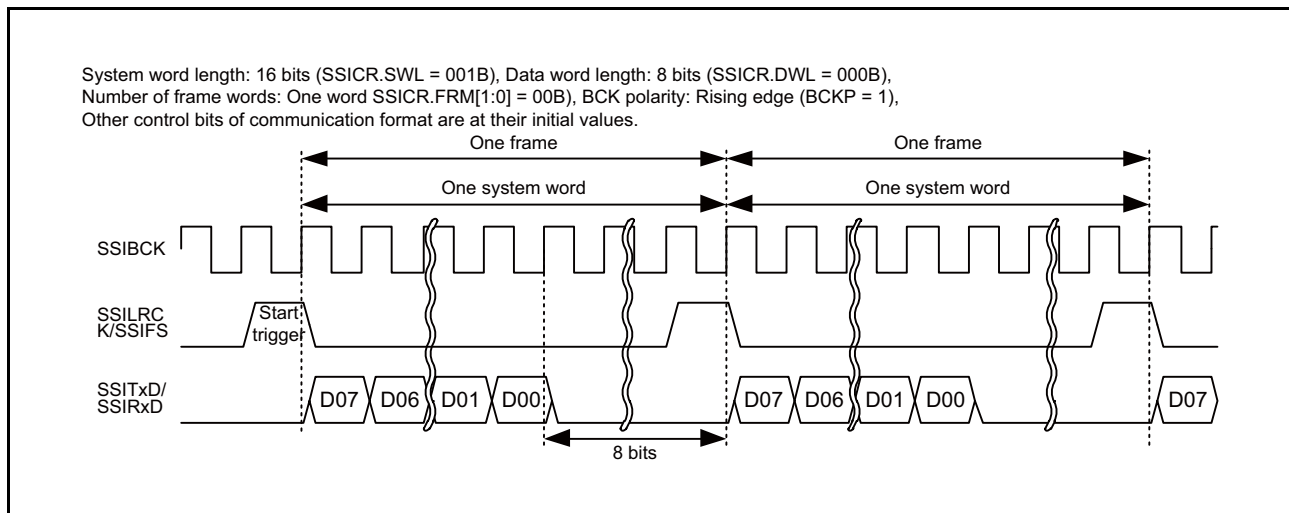 System word length: 16 bits (SSICR.SWL = 001B), Data word length: 8 bits (SSICR.DWL = 000B),
Number of frame words: One word SSICR.FRM[1:0] = 00B), BCK polarity: Rising edge (BCKP = 1),
Other control bits of communication format are at their initial values.
One frame
One frame
One system word
One system word
SSIBCK
SSILRC
K/SSIFS
Start
trigger
SSITxD/
SSIRxD
D07
D06
D01
D00
D07
D06
D01
D00
D07
8 bits